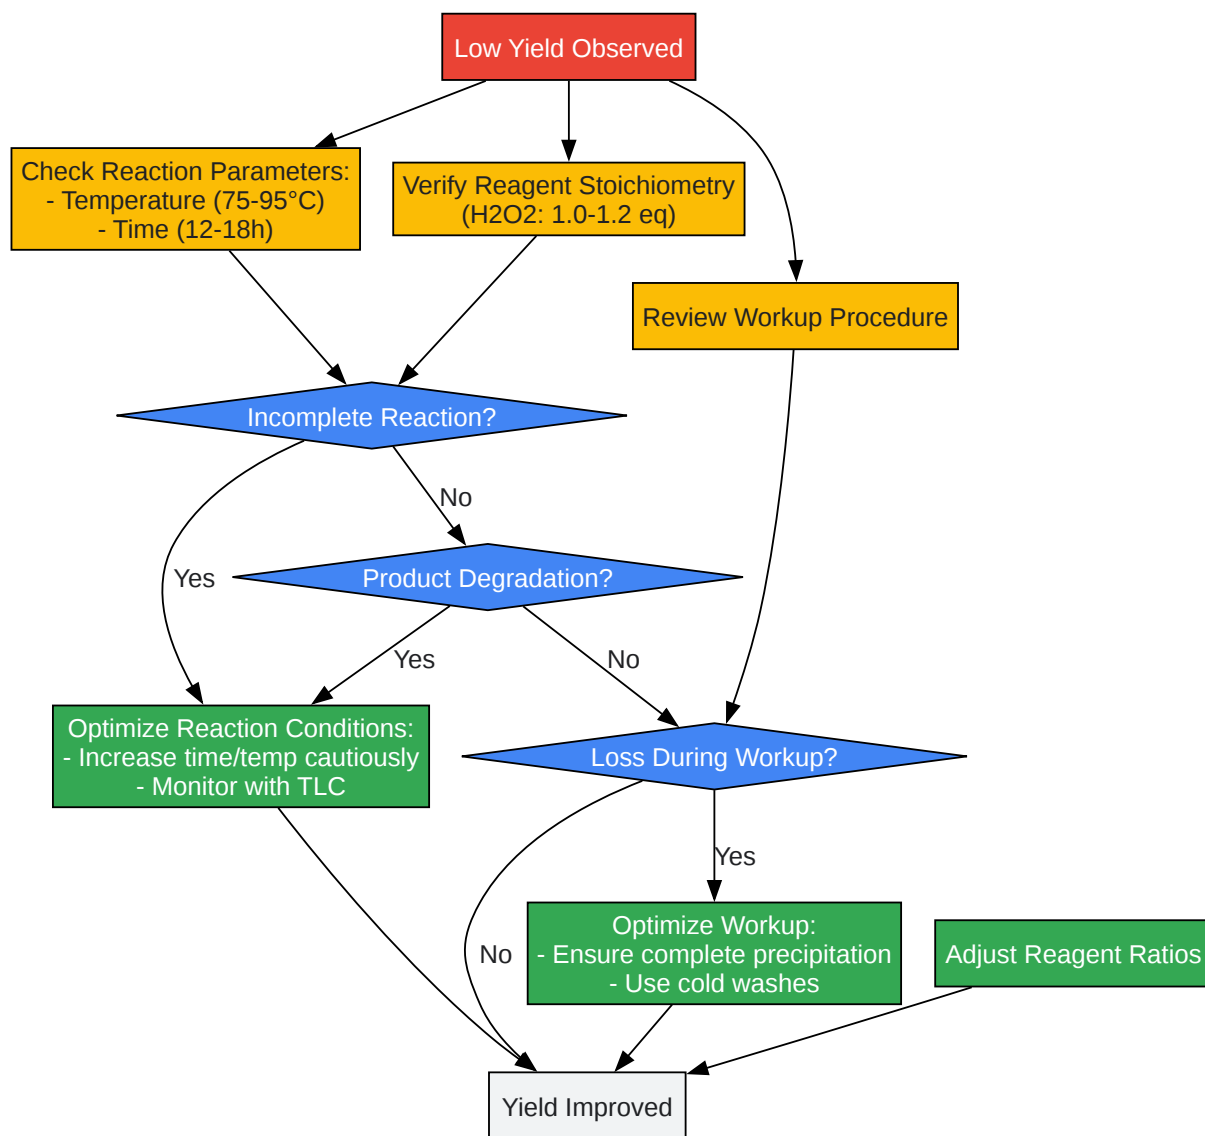 Low Yield Observed
Check Reaction Parameters:
- Temperature (75-95°C)
- Time (12-18h)
Verify Reagent Stoichiometry
(H2O2: 1.0-1.2 eq)
Review Workup Procedure
Incomplete Reaction?
No
Yes
Product Degradation?
Yes
No
Optimize Reaction Conditions:
- Increase time/temp cautiously
- Monitor with TLC
Loss During Workup?
Yes
No
Optimize Workup:
- Ensure complete precipitation
- Use cold washes
Adjust Reagent Ratios
Yield Improved